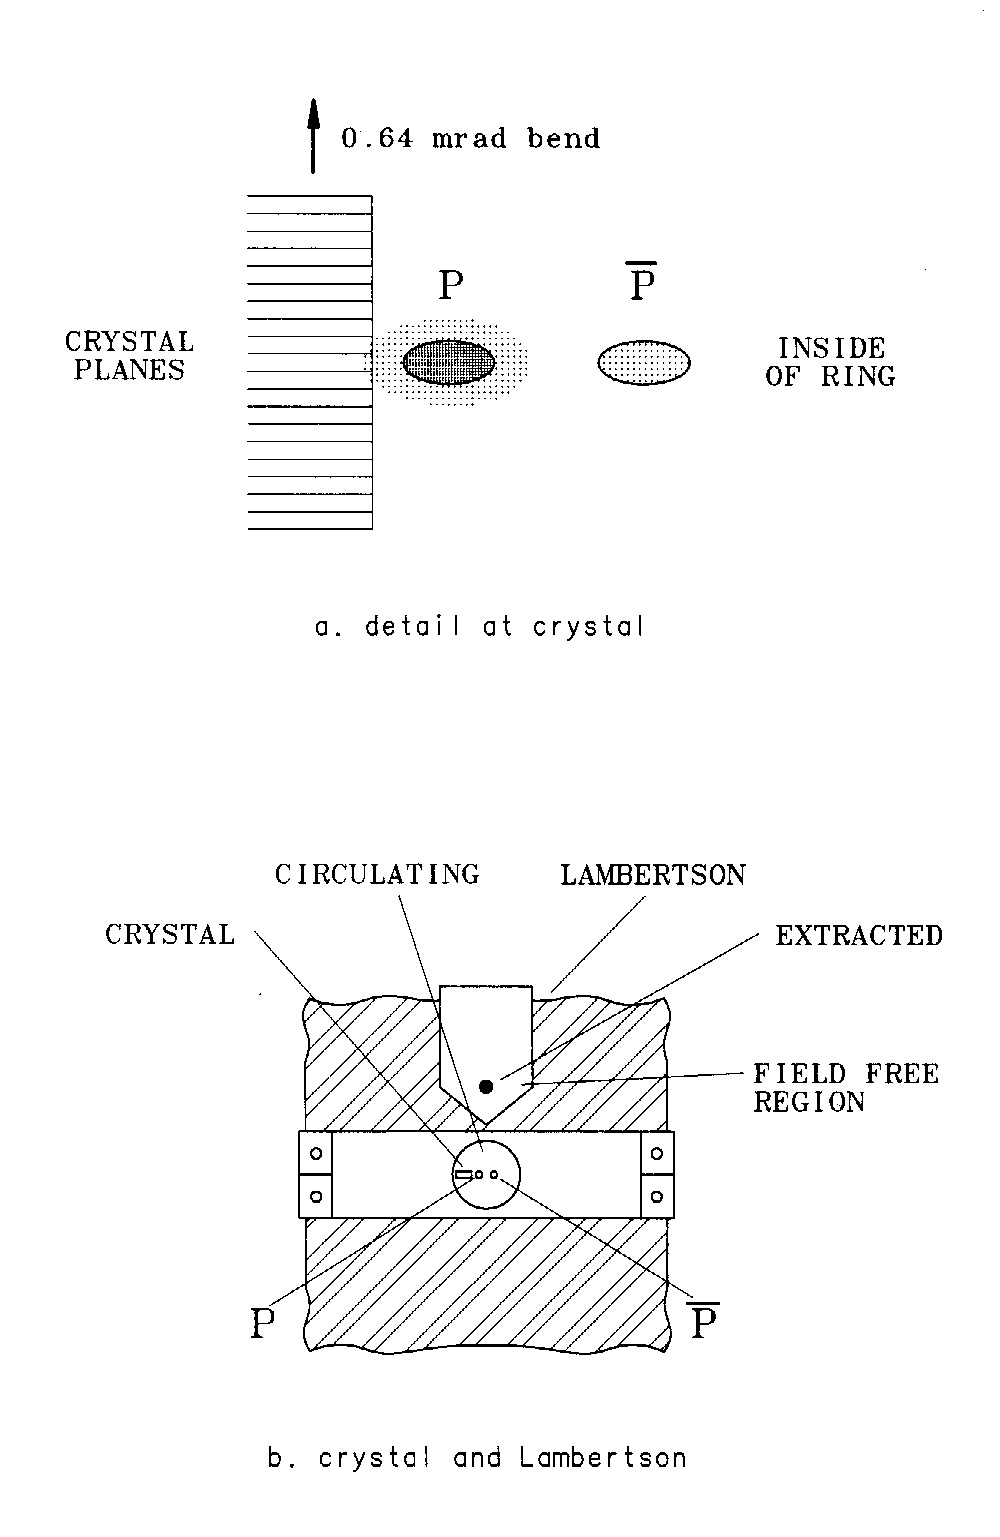 0.64 mrad bend
P
P̅
CRYSTAL
PLANES
INSIDE
OF RING
a. detail at crystal
CIRCULATING
LAMBERTSON
CRYSTAL
EXTRACTED
FIELD FREE
REGION
P
P̅
b. crystal and Lambertson